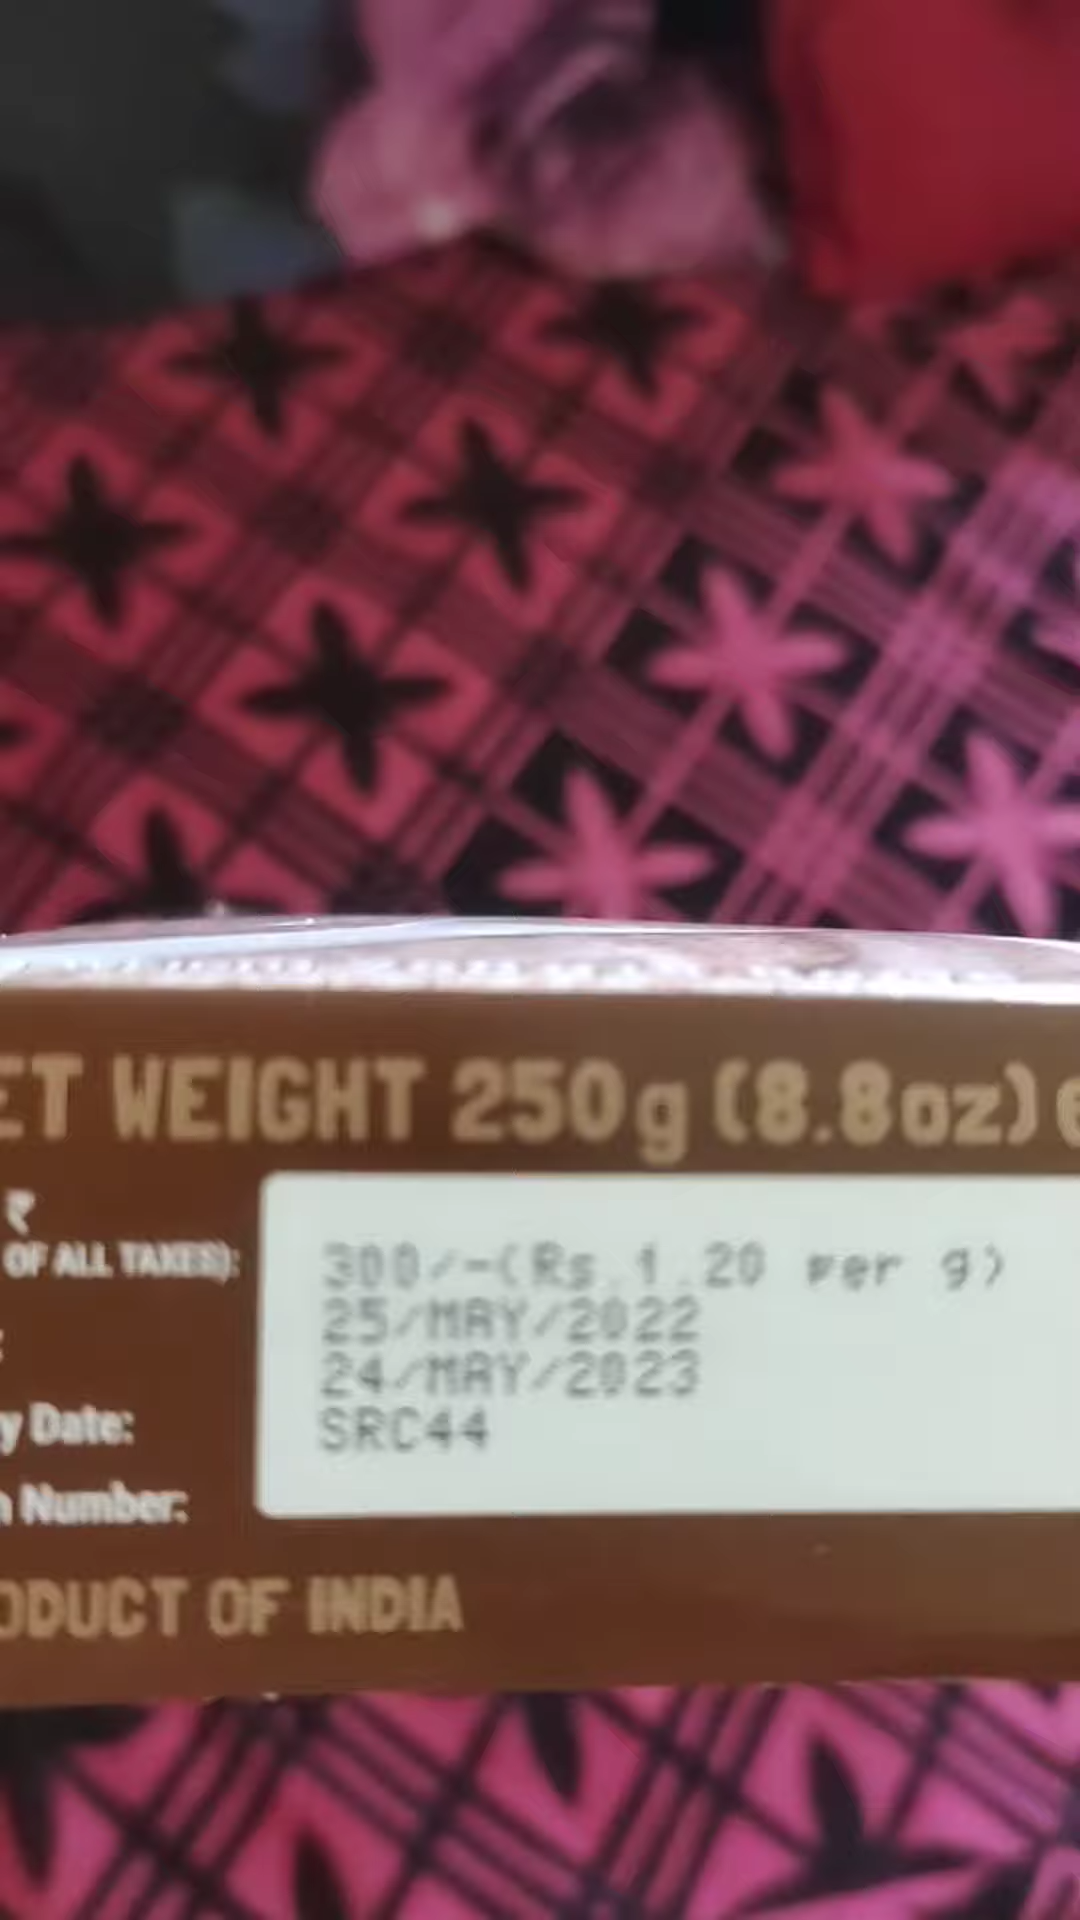 ET WEIGHT 250g (8.8oz) e
₹
OF ALL TAXES):
300/-(Rs.1.20 per g)
25/MAY/2022
24/MAY/2023
y Date:
SRC44
n Number:
ODUCT OF INDIA